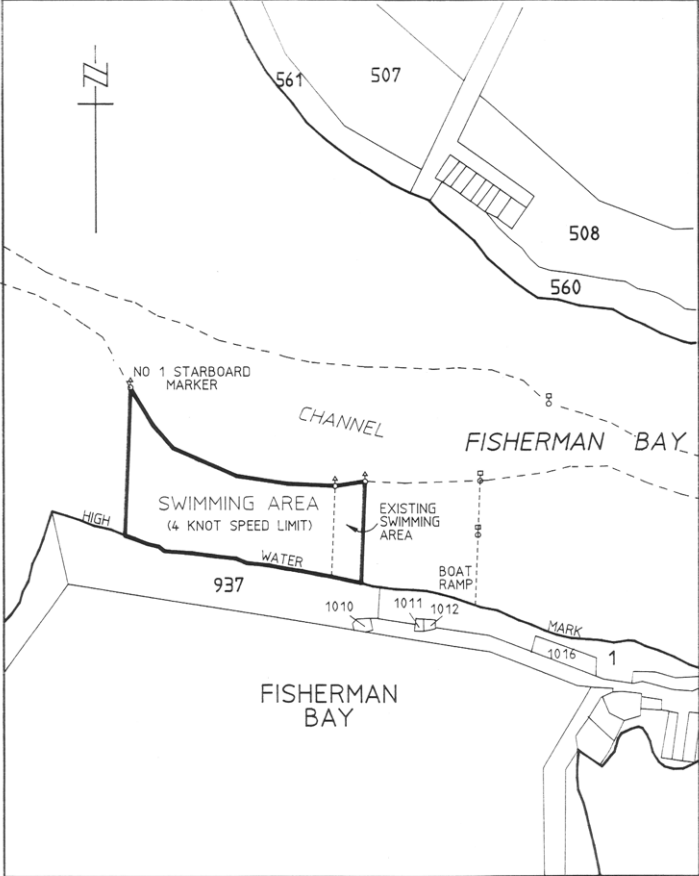 N
561
507
508
560
NO 1 STARBOARD
MARKER
CHANNEL
FISHERMAN BAY
SWIMMING AREA
(4 KNOT SPEED LIMIT)
EXISTING
SWIMMING
AREA
HIGH
WATER
BOAT
RAMP
937
1010
1011
1012
MARK
1016
1
FISHERMAN
BAY